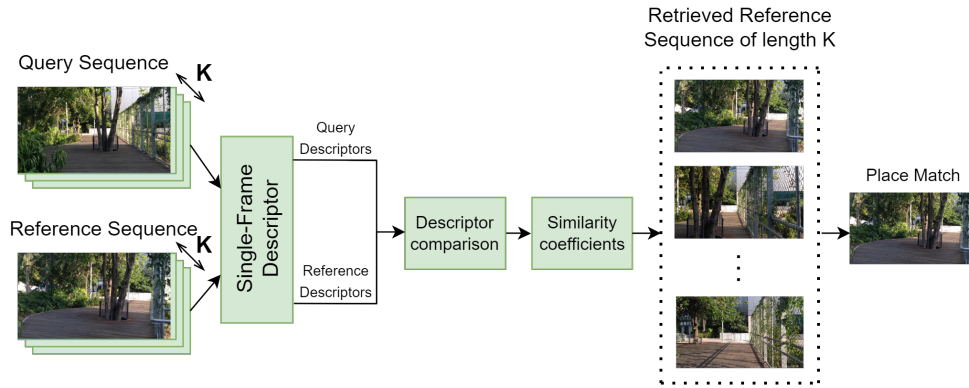 Query Sequence
K
Reference Sequence
K
Single-Frame
Descriptor
Query
Descriptors
Reference
Descriptors
Descriptor
comparison
Similarity
coefficients
Retrieved Reference
Sequence of length K
Place Match